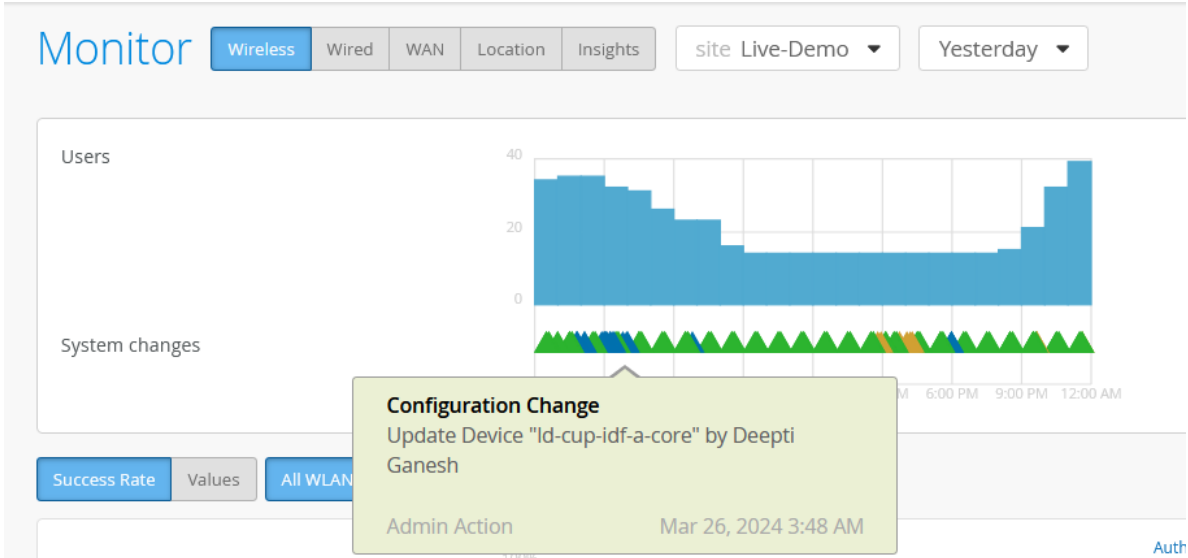 Monitor Wireless Wired WAN Location Insights site Live-Demo Yesterday
Users
40
20
0
System changes
M 6:00 PM 9:00 PM 12:00 AM
Configuration Change
Update Device "ld-cup-idf-a-core" by Deepti
Ganesh
Admin Action Mar 26, 2024 3:48 AM
Success Rate Values All WLAN
Auth